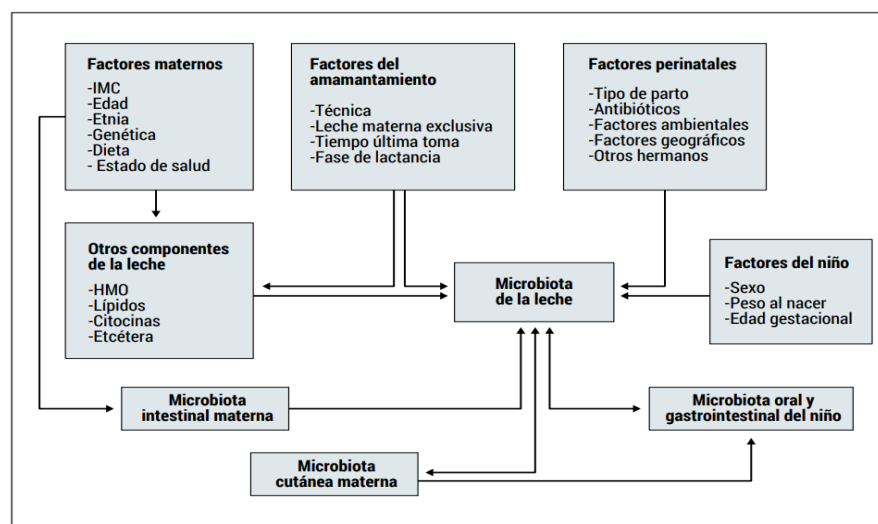 Factores maternos
-IMC
-Edad
-Etnia
-Genética
-Dieta
- Estado de salud
Factores del
amamantamiento
-Técnica
-Leche materna exclusiva
-Tiempo última toma
-Fase de lactancia
Factores perinatales
-Tipo de parto
-Antibióticos
-Factores ambientales
-Factores geográficos
-Otros hermanos
Otros componentes
de la leche
-HMO
-Lípidos
-Citocinas
-Etcétera
Microbiota
de la leche
Factores del niño
-Sexo
-Peso al nacer
-Edad gestacional
Microbiota
intestinal materna
Microbiota oral y
gastrointestinal del niño
Microbiota
cutánea materna